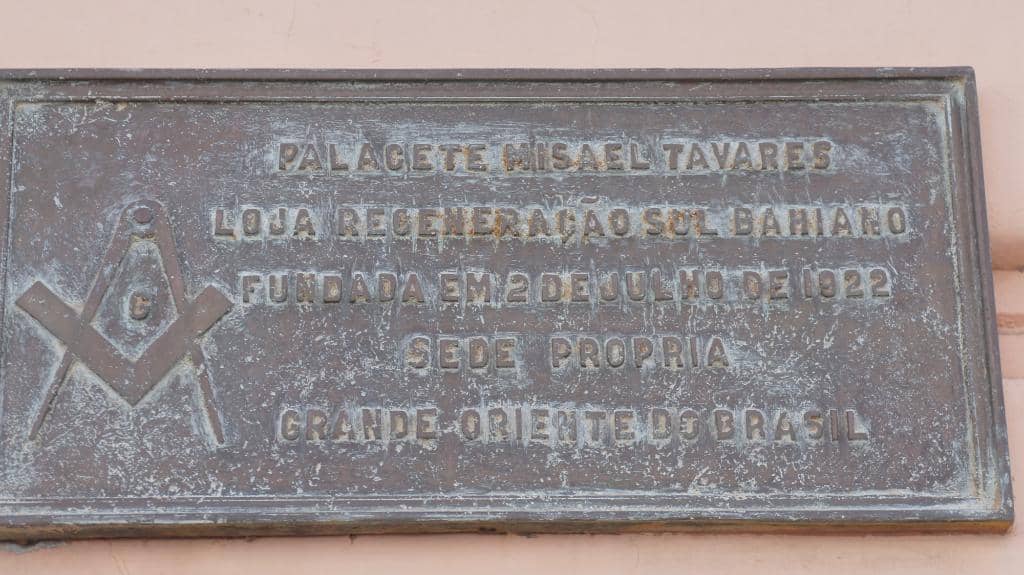 G
PALACETE MISAEL TAVARES
LOJA REGENERAÇÃO SUL BAHIANO
FUNDADA EM 2 DE JULHO DE 1922
SEDE PROPRIA
GRANDE ORIENTE DO BRASIL